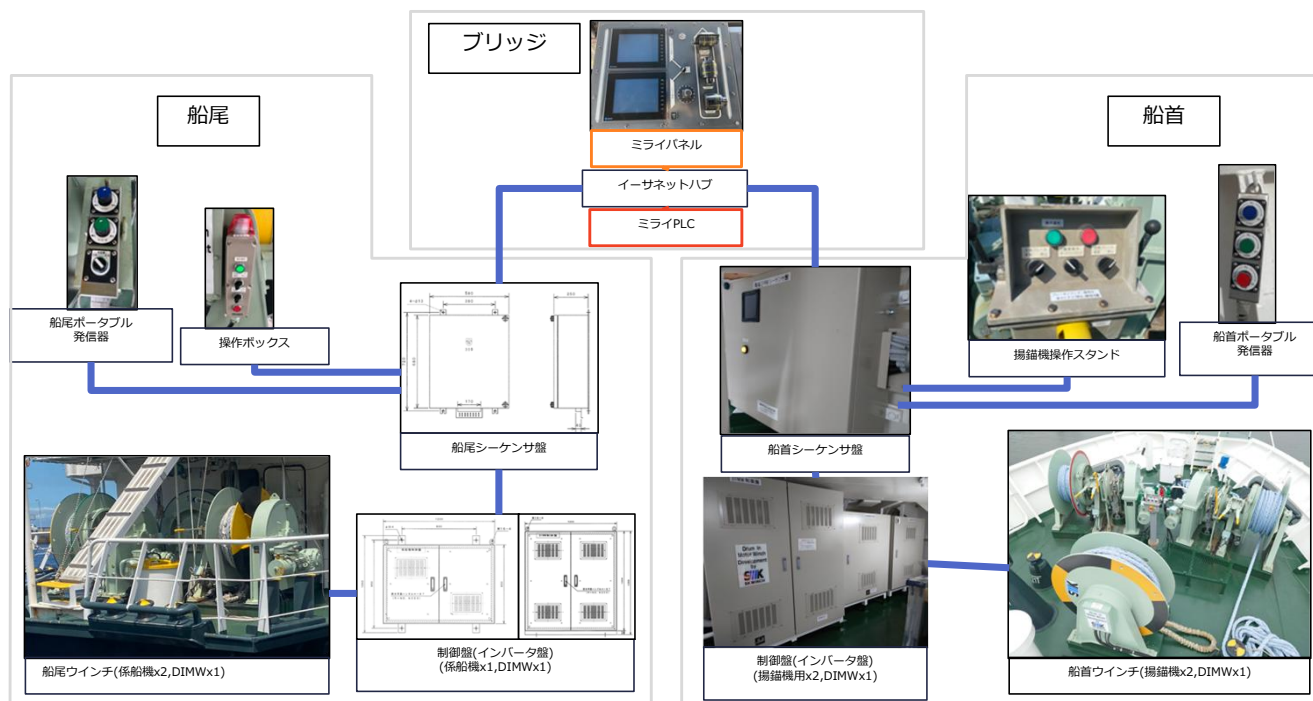 ブリッジ
ミライパネル
イーサネットハブ
ミライPLC
船尾
船尾ポータブル
発信器
操作ボックス
船尾シーケンサ盤
船尾ウインチ(係船機x2,DIMWx1)
制御盤(インバータ盤)
(係船機x1,DIMWx1)
船首
揚錨機操作スタンド
船首ポータブル
発信器
船首シーケンサ盤
Drum in
Motor Winch
Development
by
制御盤(インバータ盤)
(揚錨機用x2,DIMWx1)
船首ウインチ(揚錨機x2,DIMWx1)